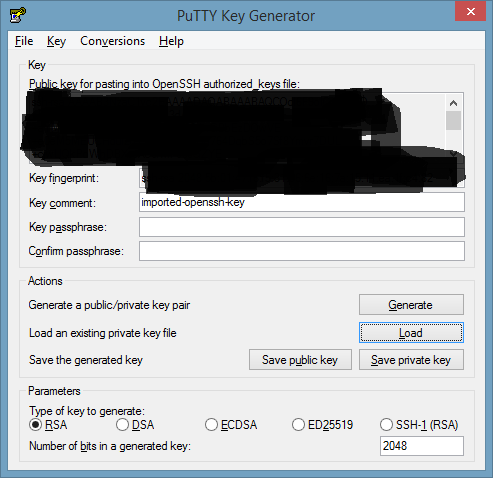 PuTTY Key Generator
File Key Conversions Help
Key
Public key for pasting into OpenSSH authorized_keys file:
Key fingerprint:
Key comment: imported-openssh-key
Key passphrase:
Confirm passphrase:
Actions
Generate a public/private key pair Generate
Load an existing private key file Load
Save the generated key Save public key Save private key
Parameters
Type of key to generate:
RSA DSA ECDSA ED25519 SSH-1 (RSA)
Number of bits in a generated key: 2048